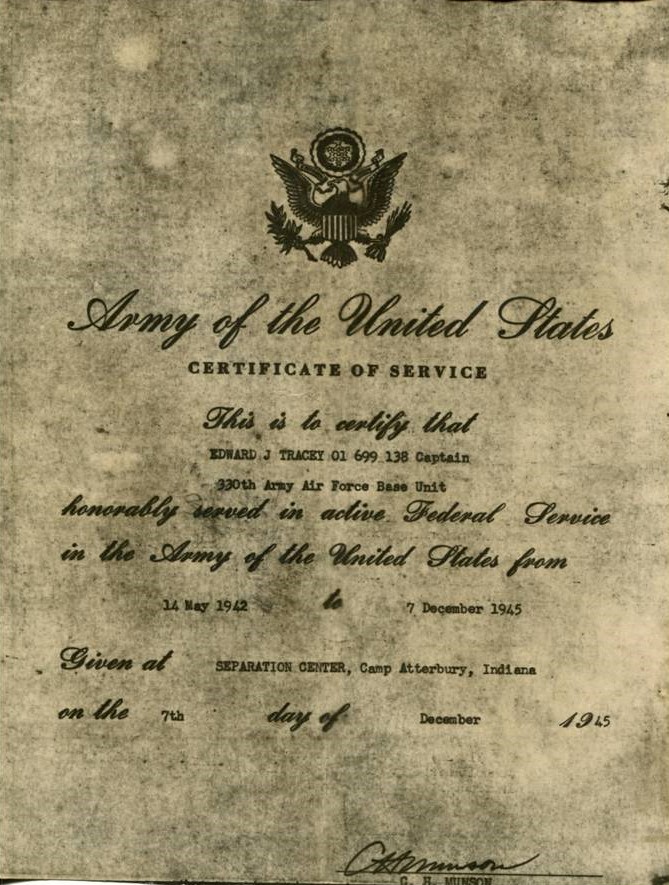 Army of the United States
CERTIFICATE OF SERVICE
This is to certify that
EDWARD J TRACEY 01 699 138 Captain
330th Army Air Force Base Unit
honorably served in active Federal Service
in the Army of the United States from
14 May 1942 to 7 December 1945
Given at SEPARATION CENTER, Camp Atterbury, Indiana
on the 7th day of December 1945
C H Munson
C. H. MUNSON